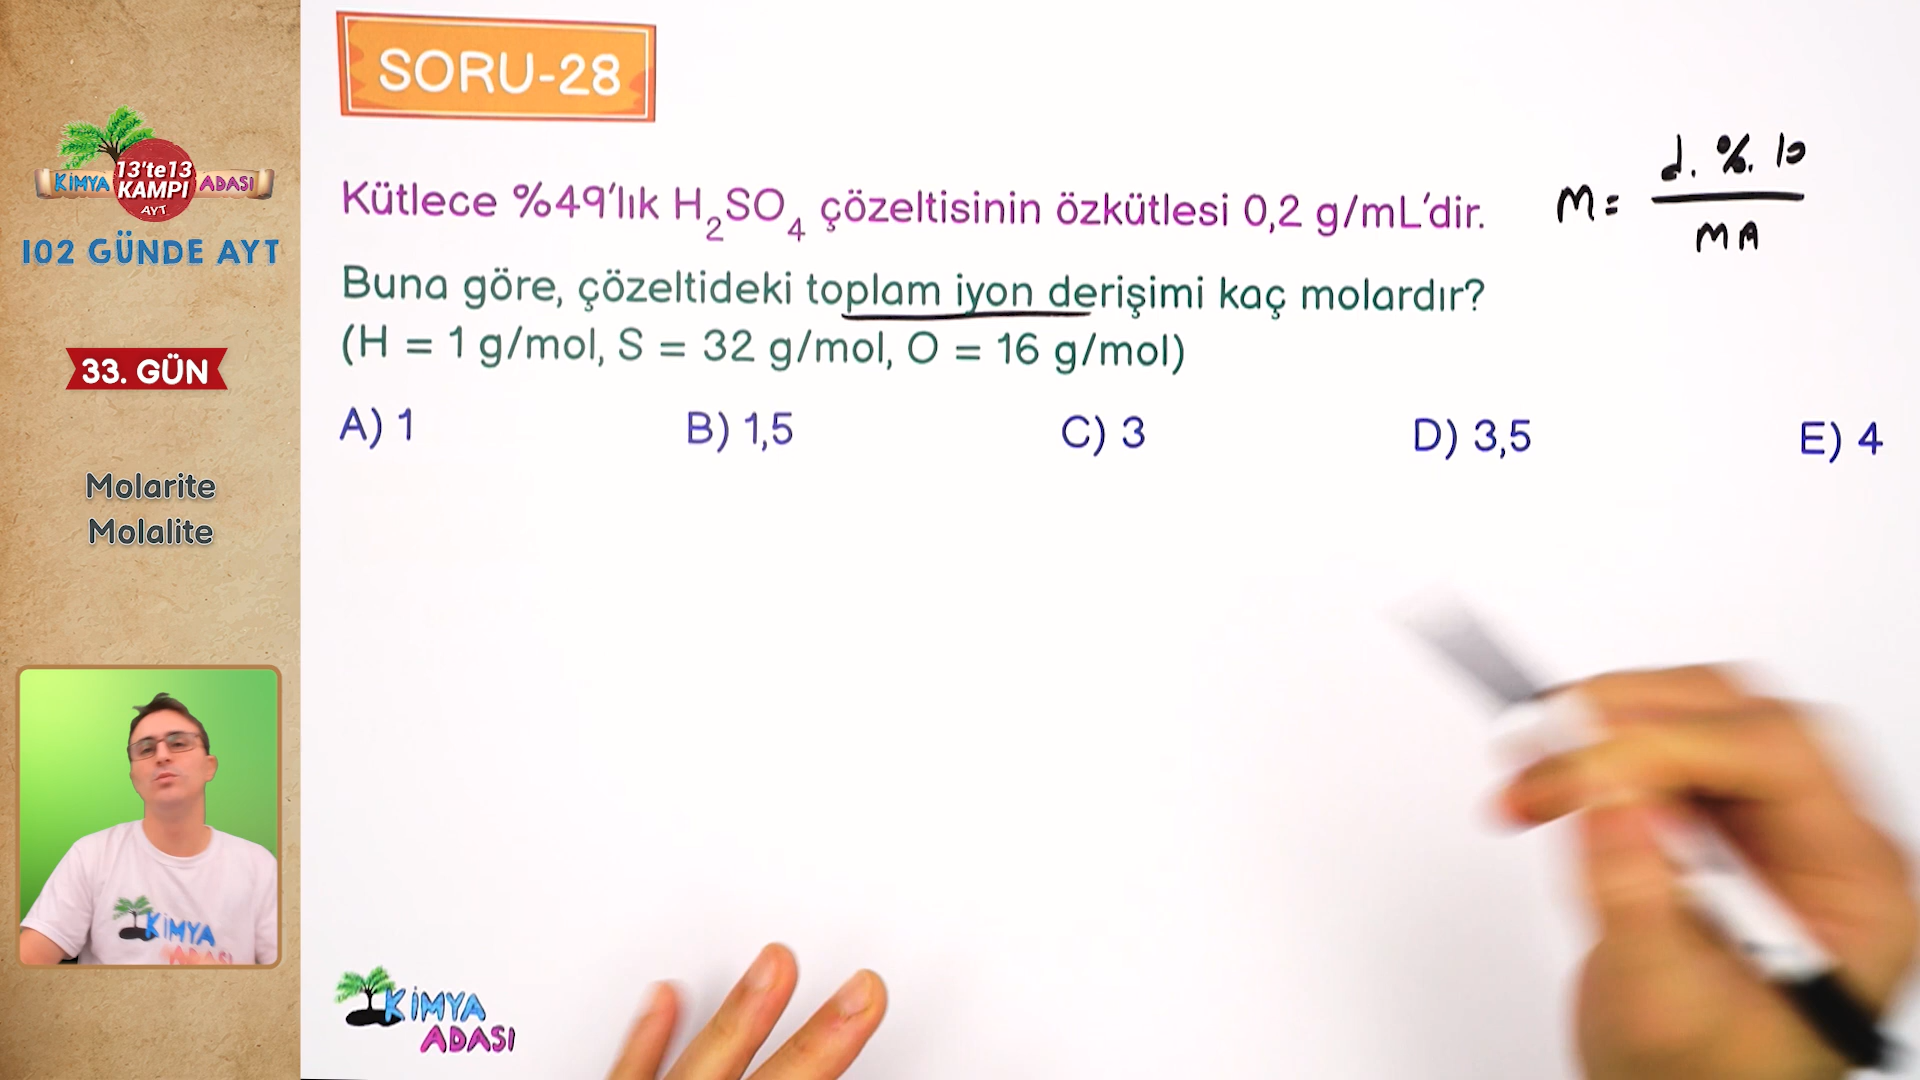 13'te13
KİMYA KAMPI ADASI
AYT
102 GÜNDE AYT
33. GÜN
Molarite
Molalite
KİMYA
ADASI
SORU-28
Kütlece %49'lık H₂SO₄ çözeltisinin özkütlesi 0,2 g/mL'dir.
Buna göre, çözeltideki toplam iyon derişimi kaç molardır?
(H = 1 g/mol, S = 32 g/mol, O = 16 g/mol)
A) 1 B) 1,5 C) 3 D) 3,5 E) 4
M = d. %. 10
MA
KİMYA
ADASI